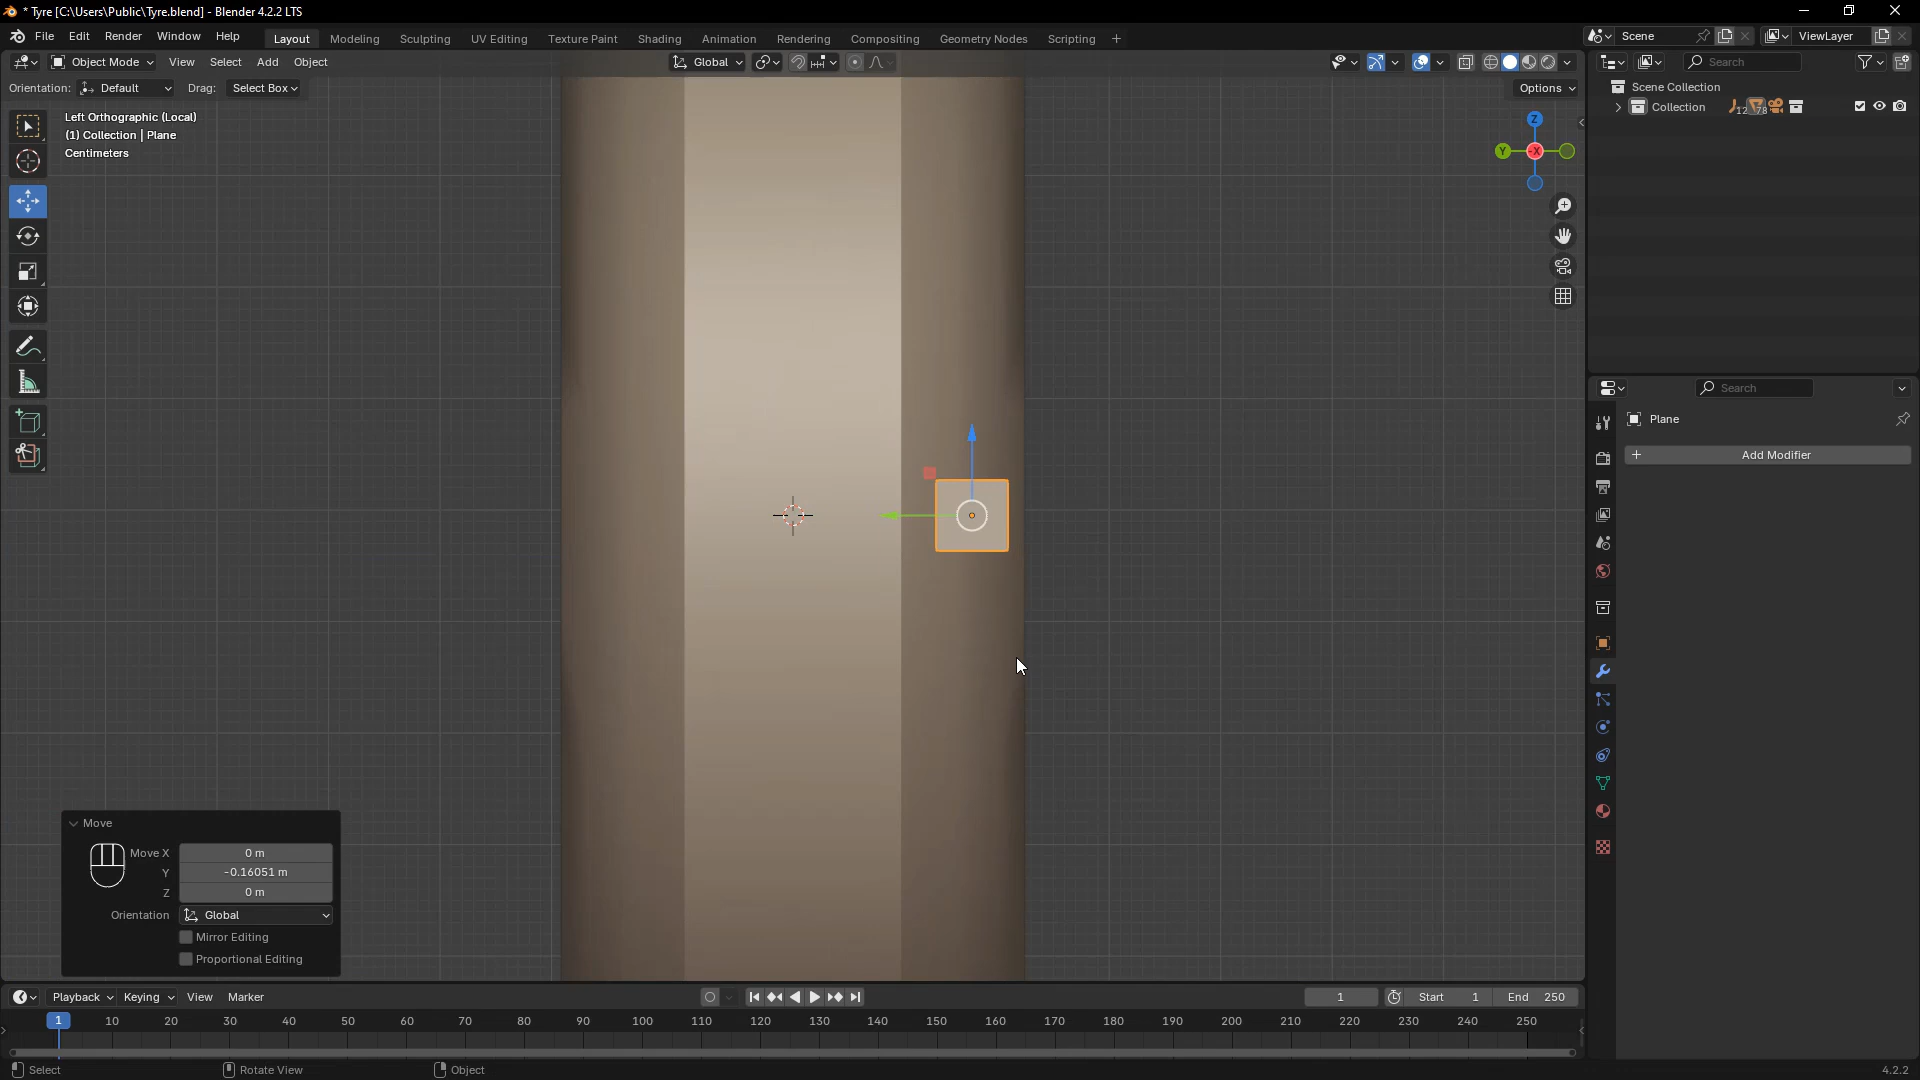 * Tyre [C:\Users\Public\Tyre.blend] - Blender 4.2.2 LTS
File Edit Render Window Help Layout Modeling Sculpting UV Editing Texture Paint Shading Animation Rendering Compositing Geometry Nodes Scripting + Scene ViewLayer
Object Mode View Select Add Object Global Search
Orientation: Default Drag: Select Box Options
Scene Collection
Collection 12 78
Left Orthographic (Local)
(1) Collection | Plane
Centimeters
Z
Y -X
Search
Plane
+ Add Modifier
Move
Move X 0 m
Y -0.16051 m
Z 0 m
Orientation Global
Mirror Editing
Proportional Editing
Playback Keying View Marker 1 Start 1 End 250
1 10 20 30 40 50 60 70 80 90 100 110 120 130 140 150 160 170 180 190 200 210 220 230 240 250
Select Rotate View Object 4.2.2